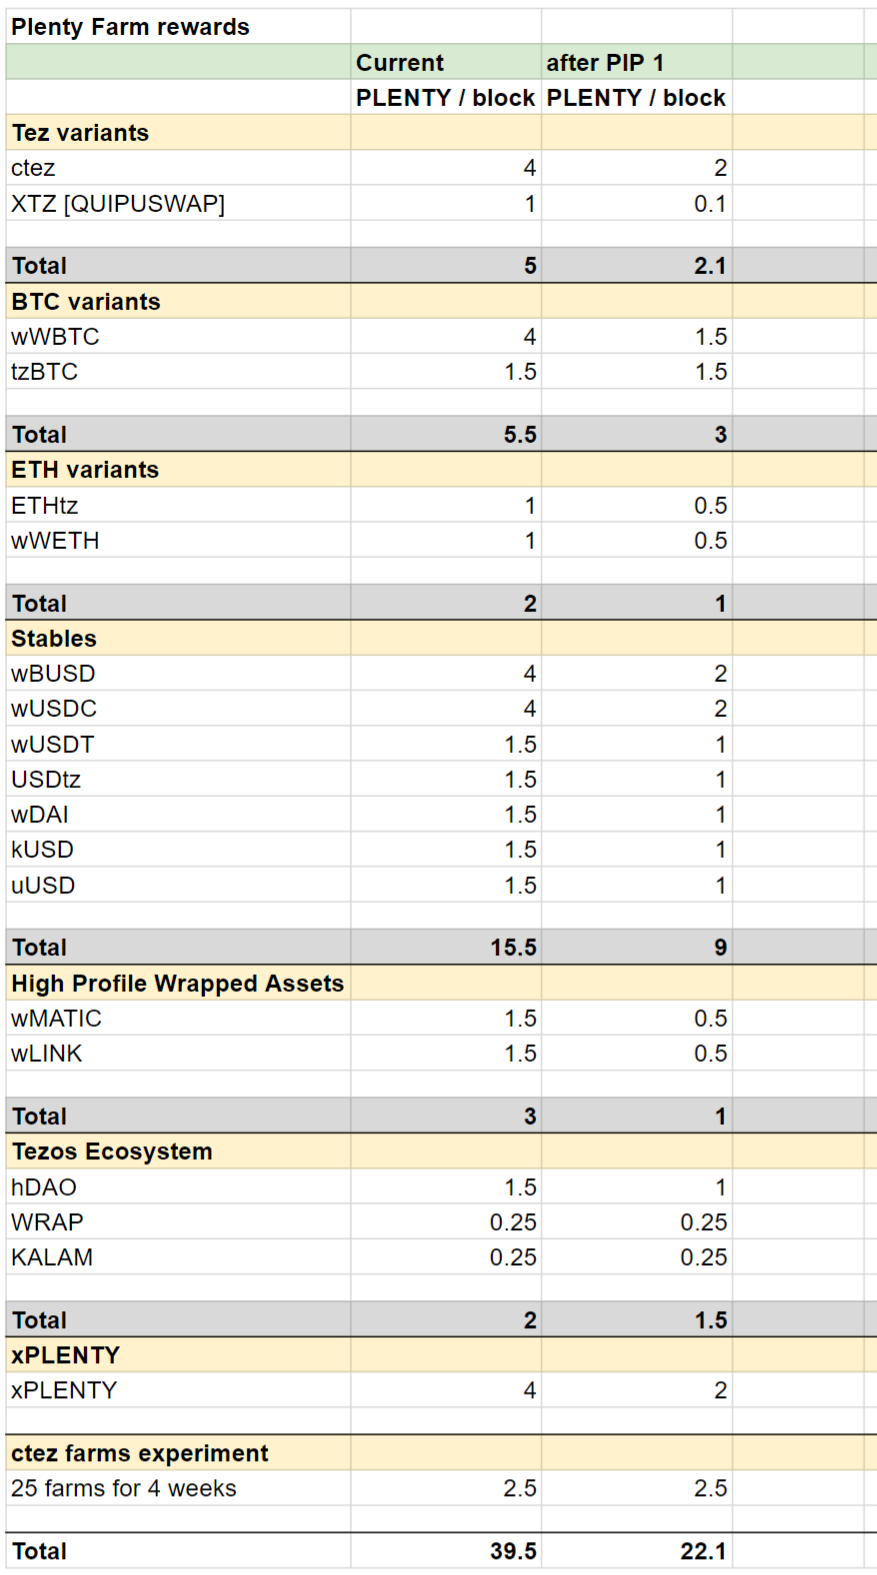 Plenty Farm rewards
Current after PIP 1
PLENTY / block PLENTY / block
Tez variants
ctez 4 2
XTZ [QUIPUSWAP] 1 0.1
Total 5 2.1
BTC variants
wWBTC 4 1.5
tzBTC 1.5 1.5
Total 5.5 3
ETH variants
ETHtz 1 0.5
wWETH 1 0.5
Total 2 1
Stables
wBUSD 4 2
wUSDC 4 2
wUSDT 1.5 1
USDtz 1.5 1
wDAI 1.5 1
kUSD 1.5 1
uUSD 1.5 1
Total 15.5 9
High Profile Wrapped Assets
wMATIC 1.5 0.5
wLINK 1.5 0.5
Total 3 1
Tezos Ecosystem
hDAO 1.5 1
WRAP 0.25 0.25
KALAM 0.25 0.25
Total 2 1.5
xPLENTY
xPLENTY 4 2
ctez farms experiment
25 farms for 4 weeks 2.5 2.5
Total 39.5 22.1